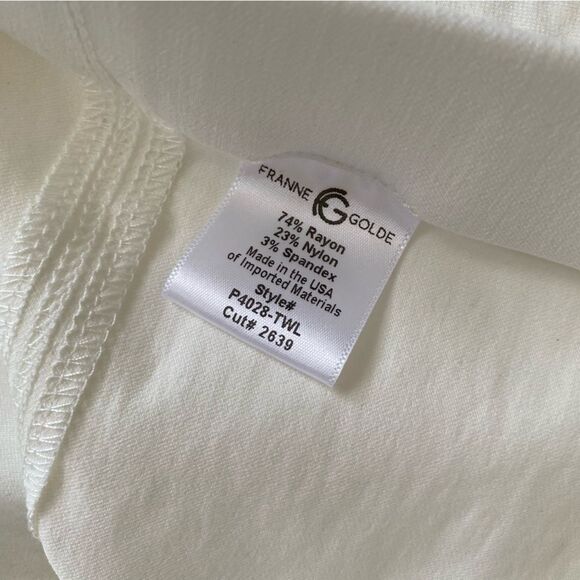 FRANNE FG GOLDE
74% Rayon
23% Nylon
3% Spandex
Made in the USA
of Imported Materials
Style#
P4028-TWL
Cut# 2639